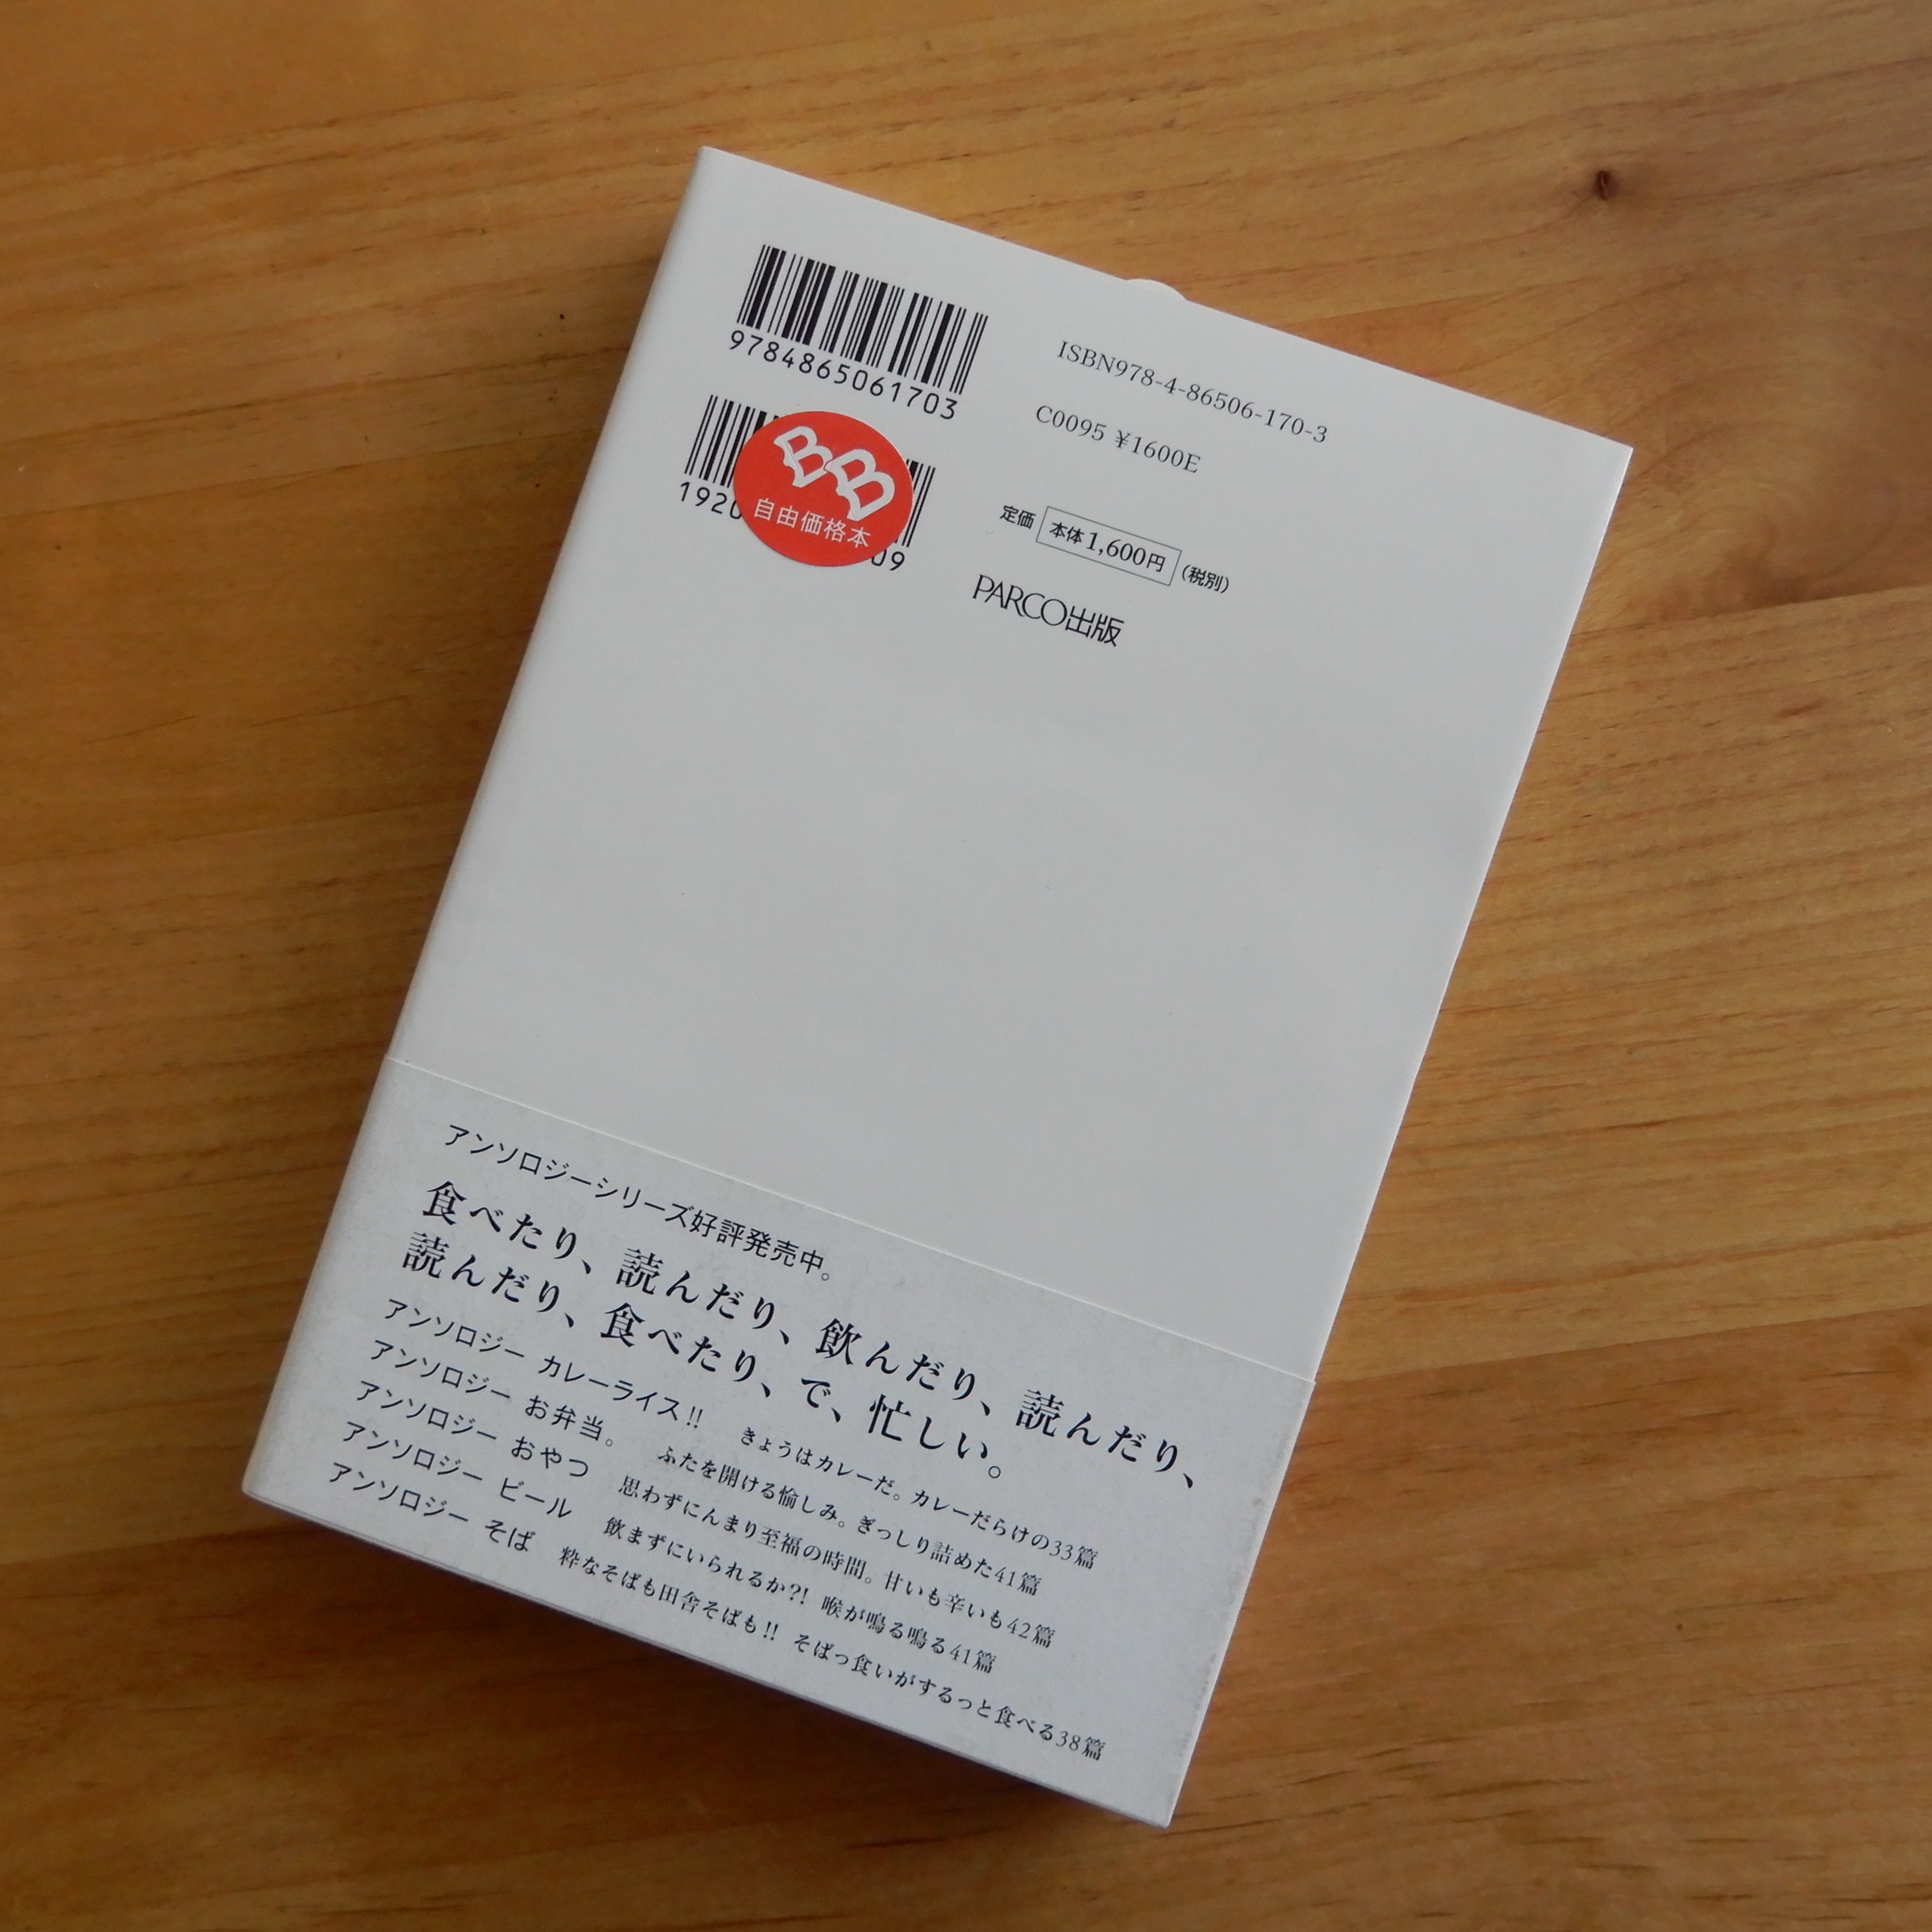 9784865061703
ISBN978-4-86506-170-3
C0095 ¥1600E
1920
09
BB
自由価格本
定価 本体1,600円 (税別)
PARCO出版
アンソロジーシリーズ好評発売中。
食べたり、読んだり、飲んだり、読んだり、
読んだり、食べたり、で、忙しい。
アンソロジー カレーライス!! きょうはカレーだ。カレーだらけの33篇
アンソロジー お弁当。 ふたを開ける愉しみ。ぎっしり詰めた41篇
アンソロジー おやつ 思わずにんまり至福の時間。甘いも辛いも42篇
アンソロジー ビール 飲まずにいられるか?! 喉が鳴る鳴る41篇
アンソロジー そば 粋なそばも田舎そばも!! そばっ食いがするっと食べる38篇